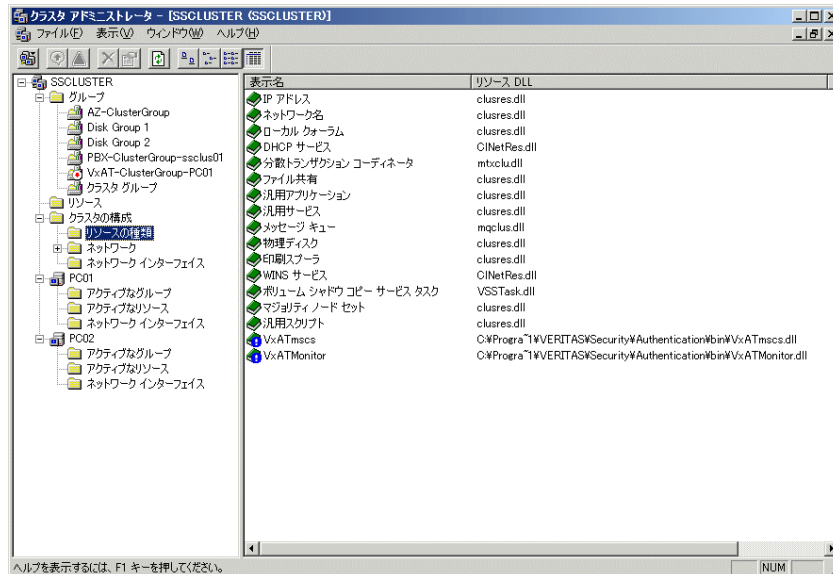 クラスタ アドミニストレータ - [SSCLUSTER (SSCLUSTER)]
ファイル(F) 表示(V) ウィンドウ(W) ヘルプ(H)
SSCLUSTER
グループ
AZ-ClusterGroup
Disk Group 1
Disk Group 2
PBX-ClusterGroup-ssclus01
VxAT-ClusterGroup-PC01
クラスタ グループ
リソース
クラスタの構成
リソースの種類
ネットワーク
ネットワーク インターフェイス
PC01
アクティブなグループ
アクティブなリソース
ネットワーク インターフェイス
PC02
アクティブなグループ
アクティブなリソース
ネットワーク インターフェイス
表示名 リソース DLL
IP アドレス clusres.dll
ネットワーク名 clusres.dll
ローカル クォーラム clusres.dll
DHCP サービス ClNetRes.dll
分散トランザクション コーディネータ mtxclu.dll
ファイル共有 clusres.dll
汎用アプリケーション clusres.dll
汎用サービス clusres.dll
メッセージ キュー mqclus.dll
物理ディスク clusres.dll
印刷スプーラ clusres.dll
WINS サービス ClNetRes.dll
ボリューム シャドウ コピー サービス タスク VSSTask.dll
マジョリティ ノード セット clusres.dll
汎用スクリプト clusres.dll
VxATmscs C:¥Progra~1¥VERITAS¥Security¥Authentication¥bin¥VxATmscs.dll
VxATMonitor C:¥Progra~1¥VERITAS¥Security¥Authentication¥bin¥VxATMonitor.dll
ヘルプを表示するには、F1 キーを押してください。
NUM